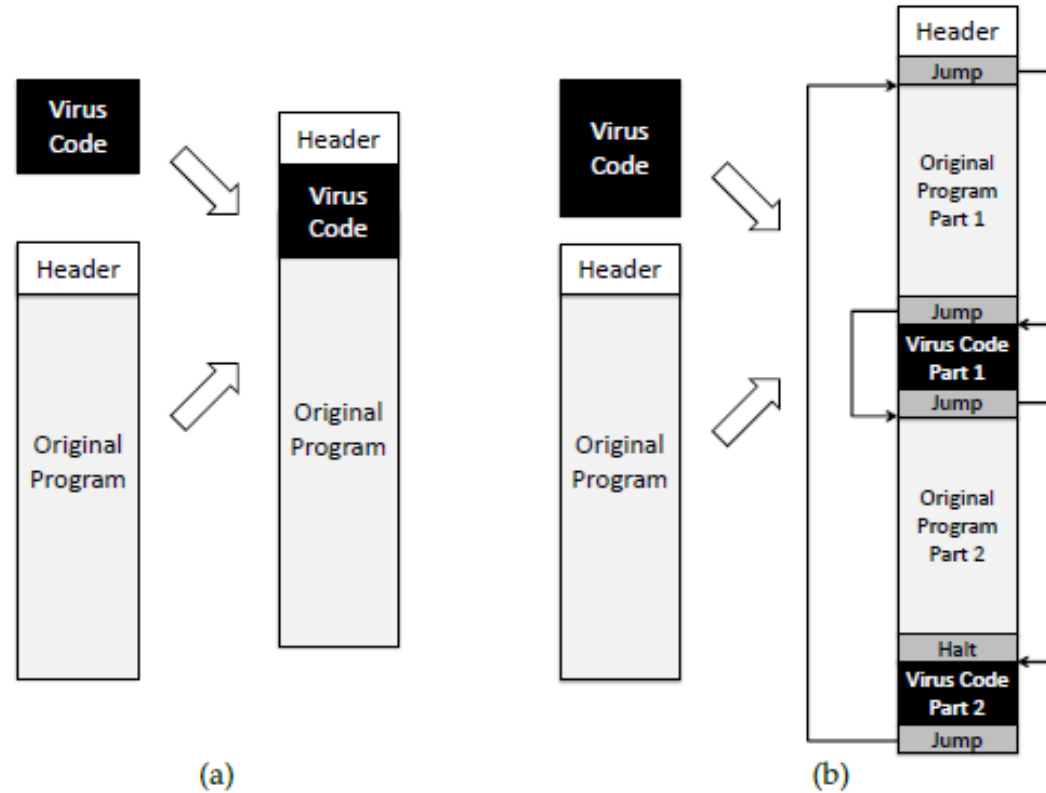 Virus
Code
Header
Original
Program
Header
Virus
Code
Original
Program
(a)
Virus
Code
Header
Original
Program
Header
Jump
Original
Program
Part 1
Jump
Virus Code
Part 1
Jump
Original
Program
Part 2
Halt
Virus Code
Part 2
Jump
(b)